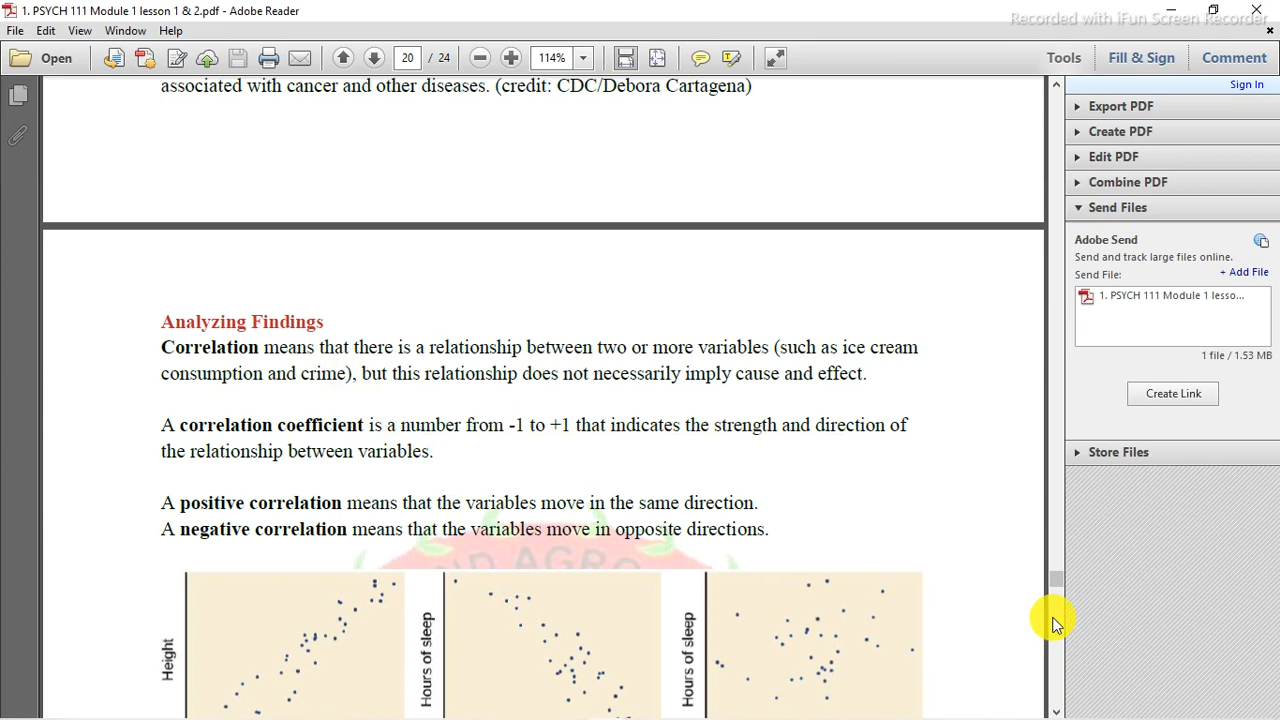 1. PSYCH 111 Module 1 lesson 1 & 2.pdf - Adobe Reader
Recorded with iFun Screen Recorder
File Edit View Window Help
Open 20 / 24 114% Tools Fill & Sign Comment
associated with cancer and other diseases. (credit: CDC/Debora Cartagena)
Analyzing Findings
Correlation means that there is a relationship between two or more variables (such as ice cream
consumption and crime), but this relationship does not necessarily imply cause and effect.
A correlation coefficient is a number from -1 to +1 that indicates the strength and direction of
the relationship between variables.
A positive correlation means that the variables move in the same direction.
A negative correlation means that the variables move in opposite directions.
ND AGRO
Height
Hours of sleep
Hours of sleep
Sign In
Export PDF
Create PDF
Edit PDF
Combine PDF
Send Files
Adobe Send
Send and track large files online.
Send File:
+ Add File
1. PSYCH 111 Module 1 lesso...
1 file / 1.53 MB
Create Link
Store Files